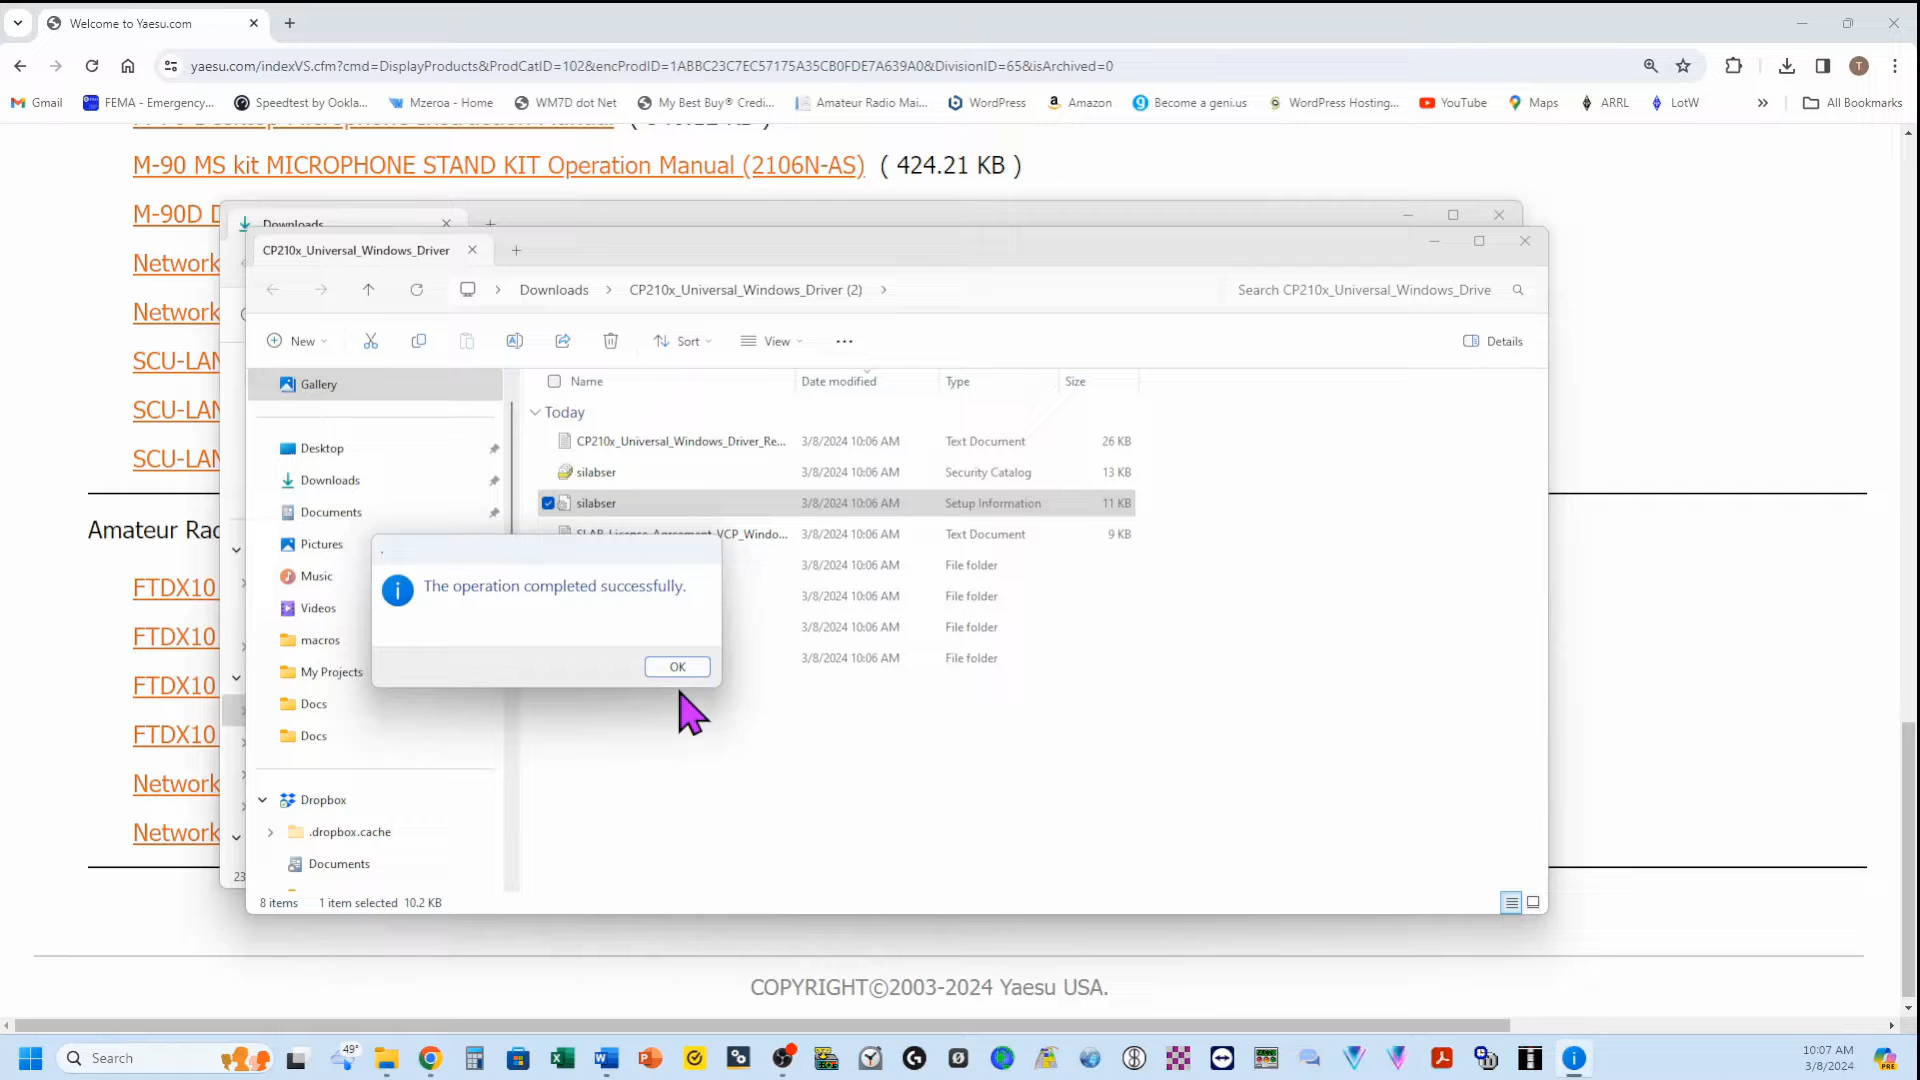 Welcome to Yaesu.com
yaesu.com/indexVS.cfm?cmd=DisplayProducts&ProdCatID=102&encProdID=1ABBC23C7EC57175A35CB0FDE7A639A0&DivisionID=65&isArchived=0
Gmail
FEMA - Emergency...
Speedtest by Ookla...
Mzeroa - Home
WM7D dot Net
My Best Buy® Credi...
Amateur Radio Mai...
WordPress
Amazon
Become a geni.us
WordPress Hosting...
YouTube
Maps
ARRL
LotW
All Bookmarks
M-90 MS kit MICROPHONE STAND KIT Operation Manual (2106N-AS) ( 424.21 KB )
M-90D
Network
Network
SCU-LAN
SCU-LAN
SCU-LAN
Downloads
CP210x_Universal_Windows_Driver
Downloads
CP210x_Universal_Windows_Driver (2)
Search CP210x_Universal_Windows_Drive
New
Sort
View
Details
Gallery
Name
Date modified
Type
Size
Today
Desktop
CP210x_Universal_Windows_Driver_Re... 3/8/2024 10:06 AM Text Document 26 KB
Downloads
silabser 3/8/2024 10:06 AM Security Catalog 13 KB
Documents
silabser 3/8/2024 10:06 AM Setup Information 11 KB
SLAB_License_Agreement_VCP_Windo... 3/8/2024 10:06 AM Text Document 9 KB
Pictures
3/8/2024 10:06 AM File folder
Music
3/8/2024 10:06 AM File folder
Videos
3/8/2024 10:06 AM File folder
macros
3/8/2024 10:06 AM File folder
My Projects
Docs
Docs
Dropbox
.dropbox.cache
Documents
.
The operation completed successfully.
OK
8 items 1 item selected 10.2 KB
23
Amateur Rad
FTDX10
FTDX10
FTDX10
FTDX10
Network
Network
COPYRIGHT©2003-2024 Yaesu USA.
Search
49°
10:07 AM
3/8/2024